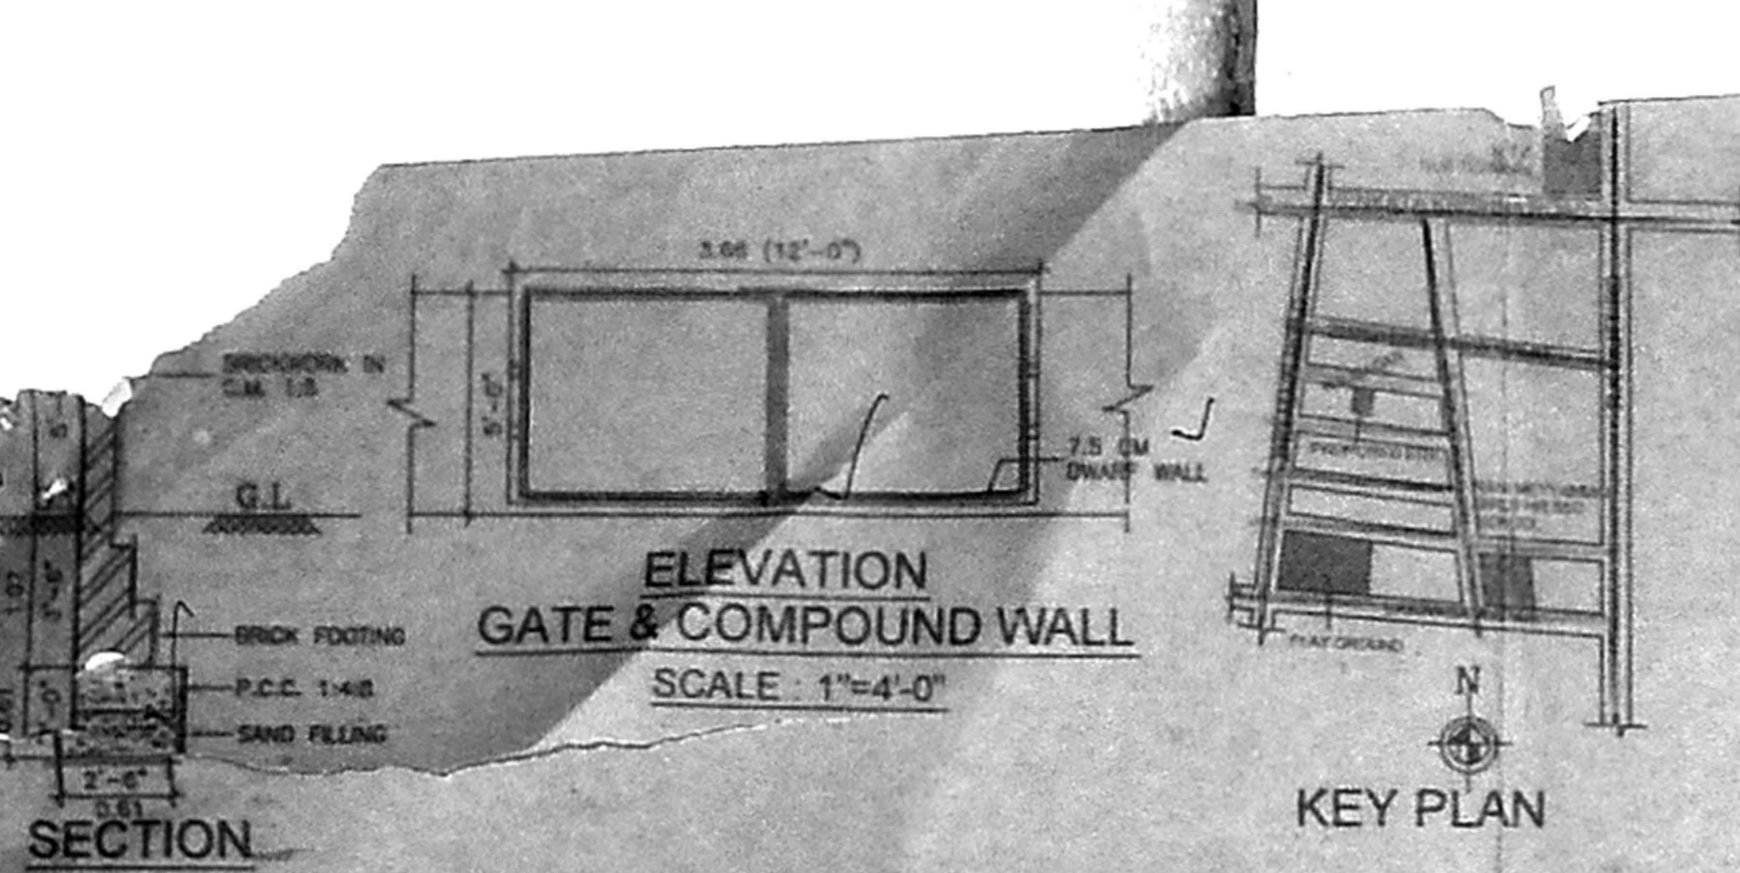 3.66 (12'-0")
BRICKWORK IN
C.M. 1:5
5'-0"
7.5 CM
DWARF WALL
G.L
ELEVATION
GATE & COMPOUND WALL
SCALE : 1"=4'-0"
BRICK FOOTING
P.C.C. 1:4:8
SAND FILLING
2'-6"
0.61
SECTION
PLAY GROUND
N
KEY PLAN